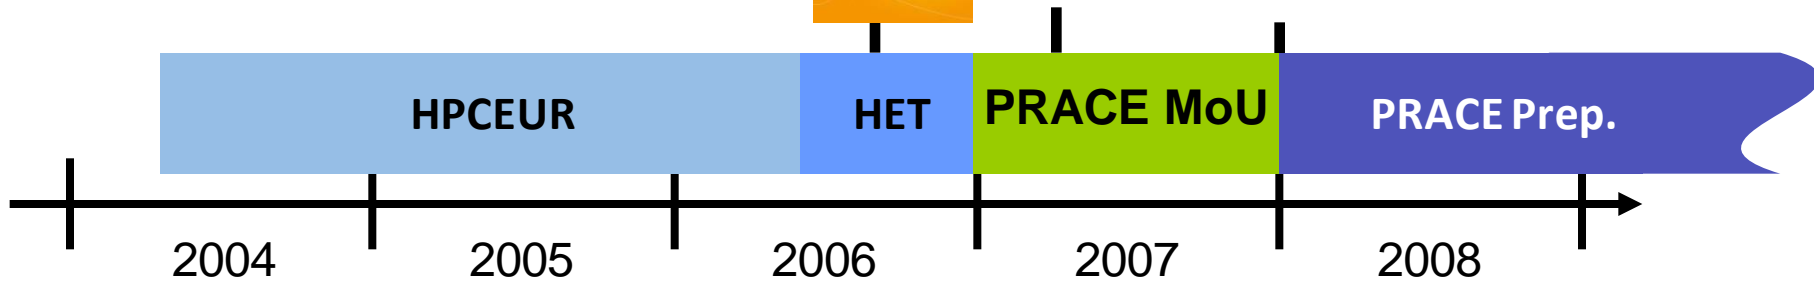 HPCEUR HET PRACE MoU PRACE Prep.
2004 2005 2006 2007 2008